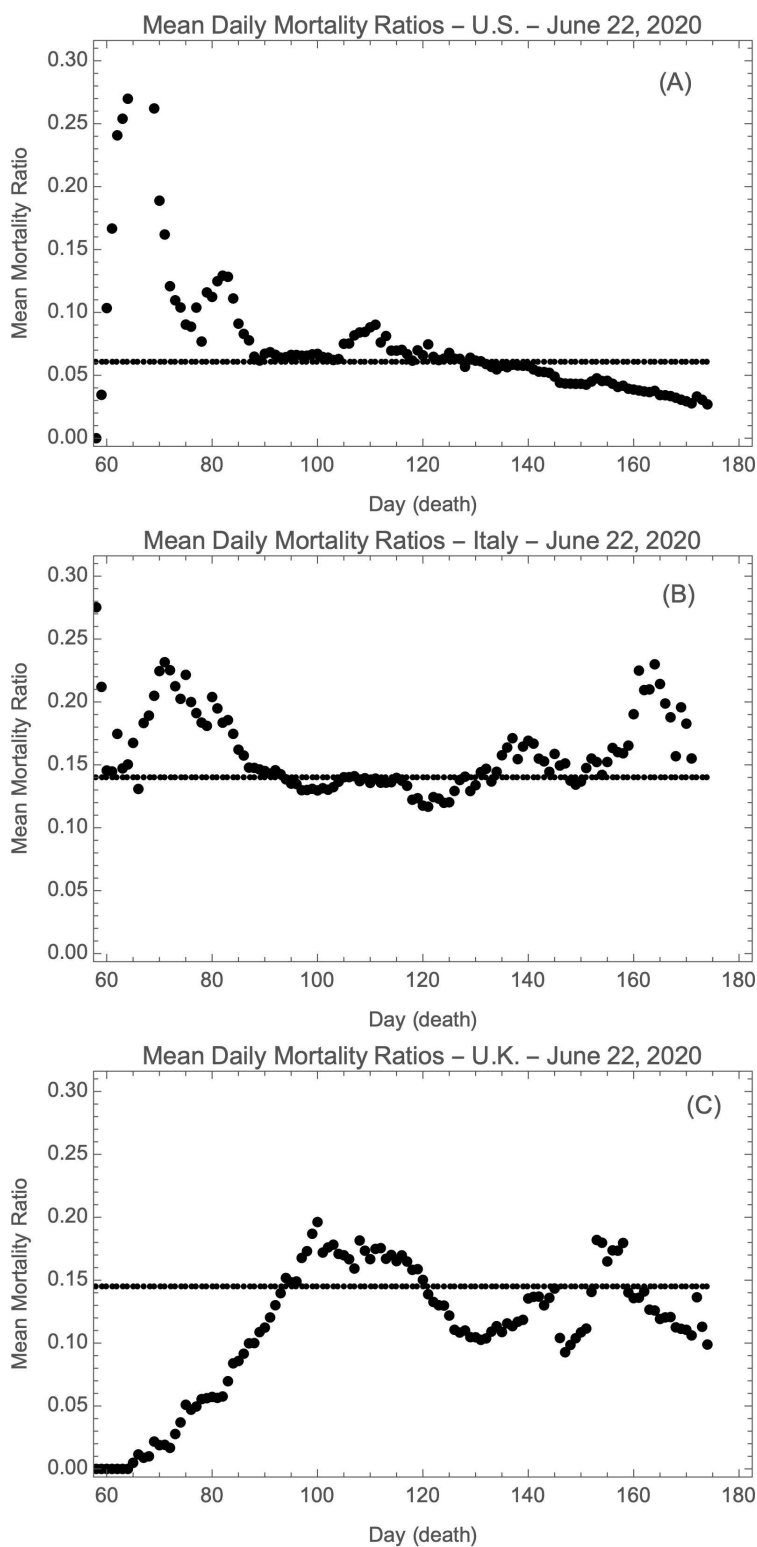 Mean Daily Mortality Ratios – U.S. – June 22, 2020
(A)
Mean Mortality Ratio
0.30
0.25
0.20
0.15
0.10
0.05
0.00
60 80 100 120 140 160 180
Day (death)
Mean Daily Mortality Ratios – Italy – June 22, 2020
(B)
Mean Mortality Ratio
0.30
0.25
0.20
0.15
0.10
0.05
0.00
60 80 100 120 140 160 180
Day (death)
Mean Daily Mortality Ratios – U.K. – June 22, 2020
(C)
Mean Mortality Ratio
0.30
0.25
0.20
0.15
0.10
0.05
0.00
60 80 100 120 140 160 180
Day (death)